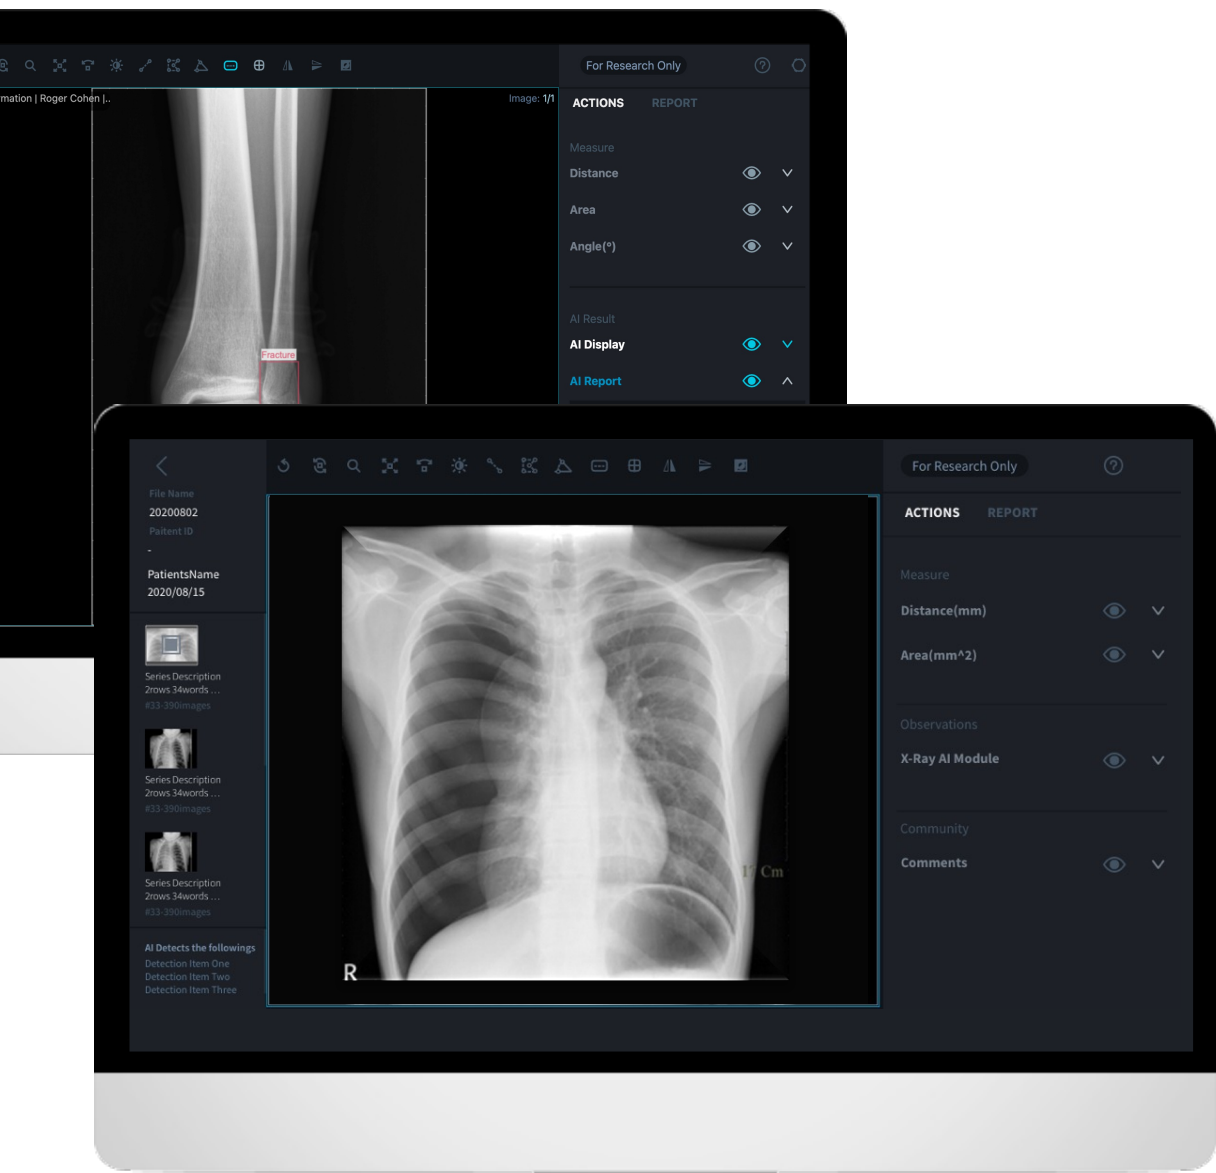 For Research Only
mation | Roger Cohen |..
Image: 1/1
ACTIONS REPORT
Measure
Distance
Area
Angle(º)
AI Result
AI Display
AI Report
Fracture
File Name
20200802
Paitent ID
-
PatientsName
2020/08/15
Series Description
2rows 34words ...
#33-390images
Series Description
2rows 34words ...
#33-390images
Series Description
2rows 34words ...
#33-390images
AI Detects the followings
Detection Item One
Detection Item Two
Detection Item Three
17 Cm
R
For Research Only
ACTIONS REPORT
Measure
Distance(mm)
Area(mm^2)
Observations
X-Ray AI Module
Community
Comments